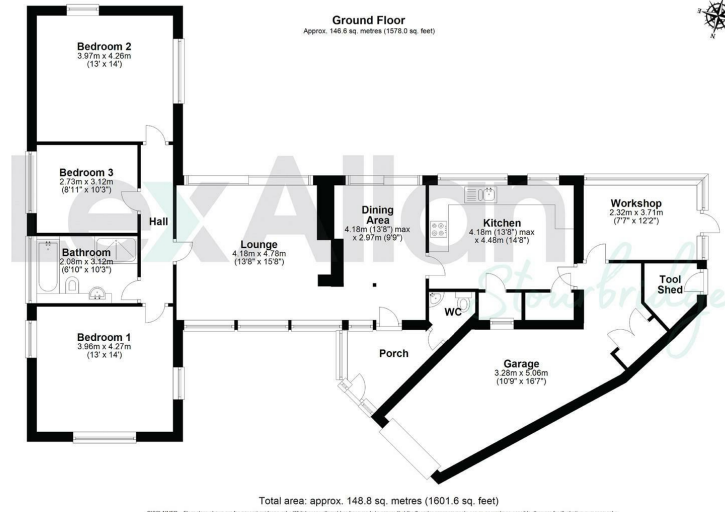 Ground Floor
Approx. 146.6 sq. metres (1578.0 sq. feet)
Bedroom 2
3.97m x 4.26m
(13' x 14')
Bedroom 3
2.73m x 3.12m
(8'11" x 10'3")
Hall
Bathroom
2.08m x 3.12m
(6'10" x 10'3")
Bedroom 1
3.96m x 4.27m
(13' x 14')
Lounge
4.18m x 4.78m
(13'8" x 15'8")
Dining
Area
4.18m (13'8") max
x 2.97m (9'9")
Kitchen
4.18m (13'8") max
x 4.48m (14'8")
Workshop
2.32m x 3.71m
(7'7" x 12'2")
Tool
Shed
WC
Porch
Garage
3.28m x 5.06m
(10'9" x 16'7")
Lex Allan
Stourbridge
N
Total area: approx. 148.8 sq. metres (1601.6 sq. feet)